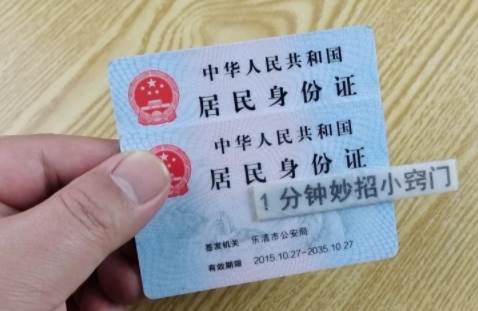 中华人民共和国
居民身份证
中华人民共和国
居民身份证
1分钟妙招小窍门
签发机关 乐清市公安局
有效期限 2015.10.27-2035.10.27